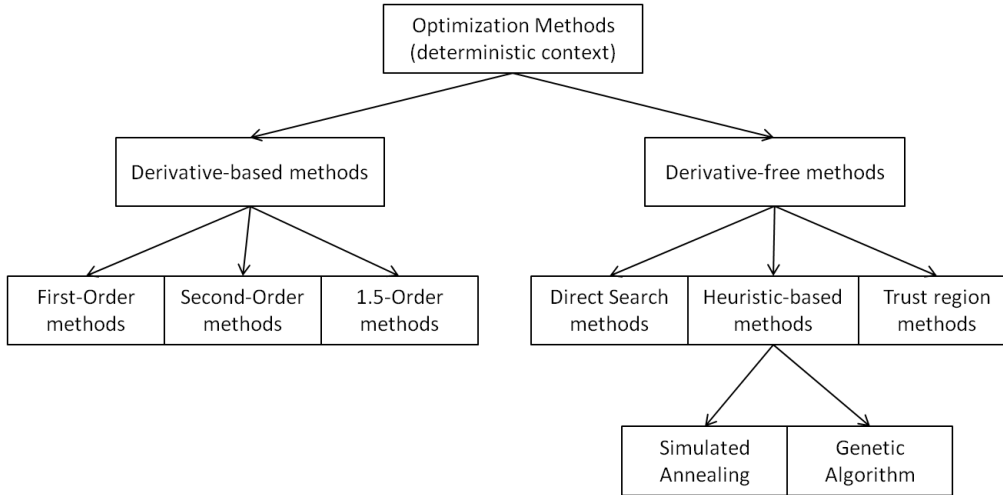 Optimization Methods
(deterministic context)
Derivative-based methods
Derivative-free methods
First-Order
methods
Second-Order
methods
1.5-Order
methods
Direct Search
methods
Heuristic-based
methods
Trust region
methods
Simulated
Annealing
Genetic
Algorithm